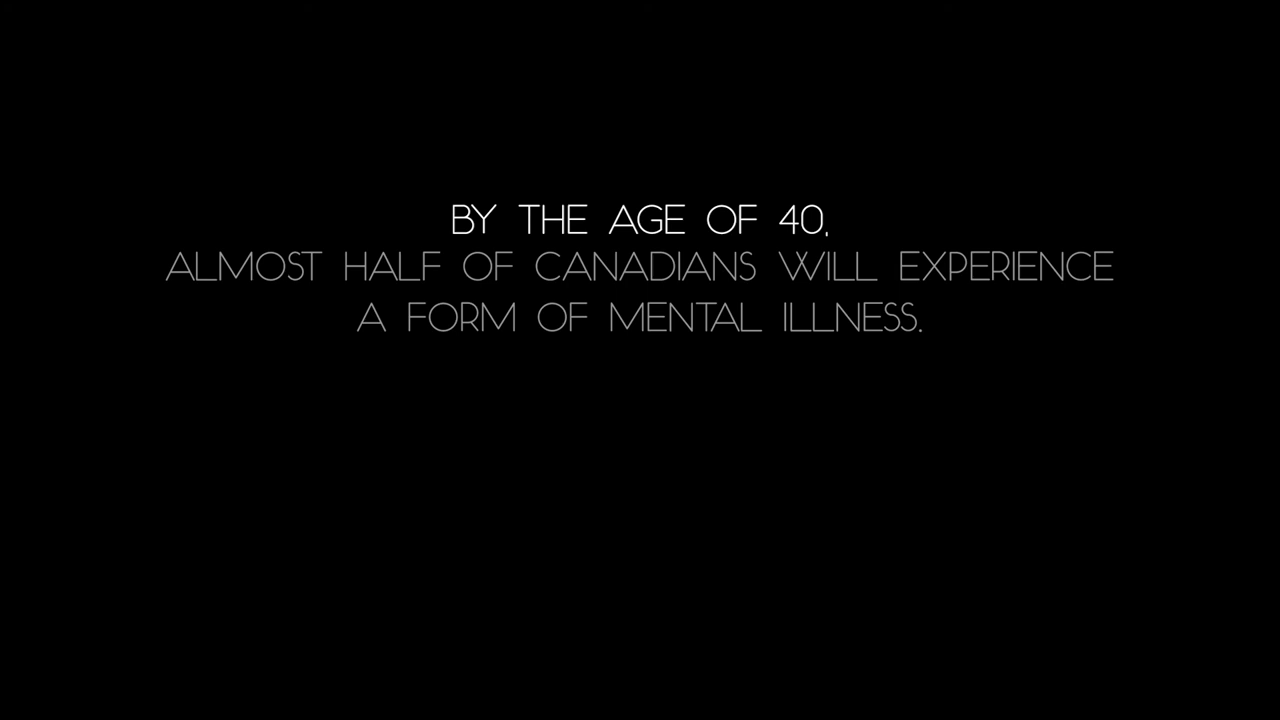 BY THE AGE OF 40,
ALMOST HALF OF CANADIANS WILL EXPERIENCE
A FORM OF MENTAL ILLNESS.